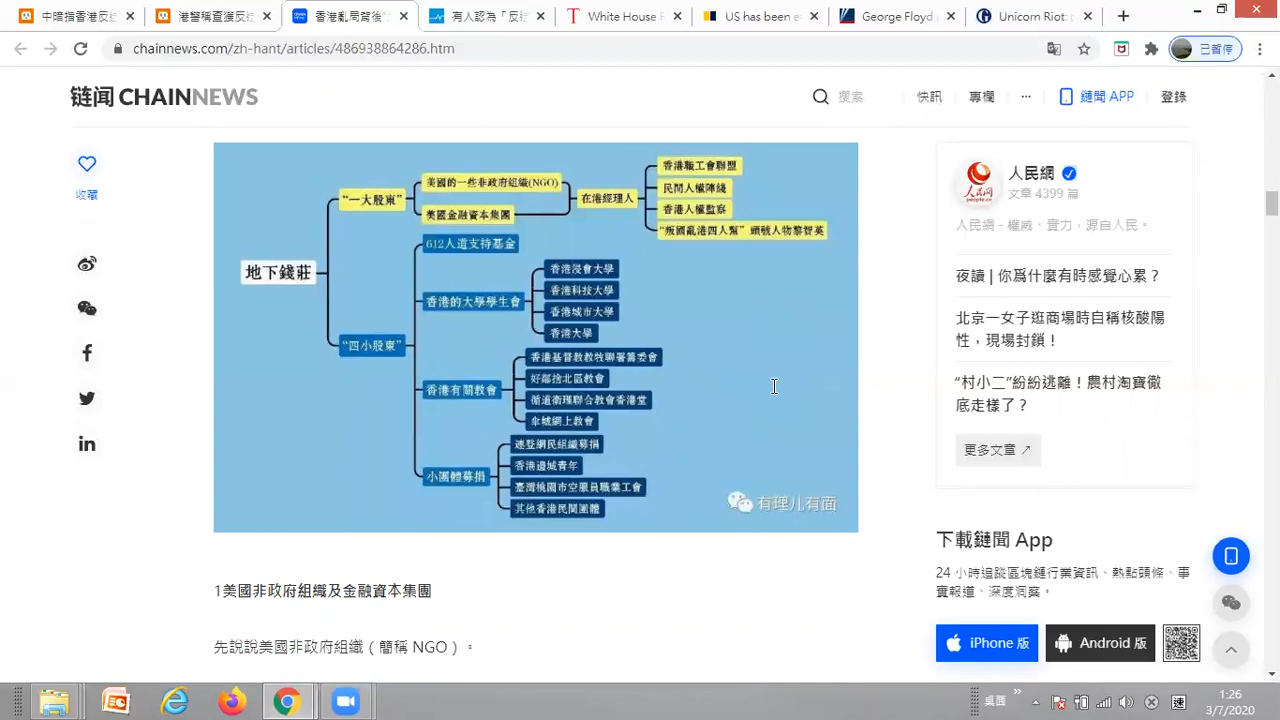 中暗指香港反送
港警稱查獲反送
香港亂局背後
有人認為「反送
White House R
US has been e
George Floyd
Unicorn Riot:
chainnews.com/zh-hant/articles/486938864286.htm
已暫停
链闻 CHAINNEWS
搜索
快訊
專欄
···
鏈聞 APP
登錄
收藏
地下錢莊
“一大股東”
美國的一些非政府組織(NGO)
美國金融資本集團
在港經理人
香港職工會聯盟
民間人權陣綫
香港人權監察
“叛國亂港四人幫”頭號人物黎智英
“四小股東”
612人道支持基金
香港的大學學生會
香港浸會大學
香港科技大學
香港城市大學
香港大學
香港有關教會
香港基督教教牧聯署籌委會
好鄰捨北區教會
循道衛理聯合教會香港堂
傘城網上教會
小團體募捐
連登網民組織募捐
香港邊城青年
臺灣桃園市空服員職業工會
其他香港民間團體
有理儿有面
1美國非政府組織及金融資本集團
先說說美國非政府組織（簡稱 NGO）。
人民網
people.cn
文章 4399 篇
人民網 - 權威、實力，源自人民。
夜讀 | 你爲什麼有時感覺心累？
北京一女子逛商場時自稱核酸陽
性，現場封鎖！
“村小二”紛紛逃離！農村淘寶徹
底走樣了？
更多文章 ↗
下載鏈聞 App
24 小時追蹤區塊鏈行業資訊、熱點頭條、事
實報道、深度洞察。
iPhone 版
Android 版
桌面
1:26
3/7/2020